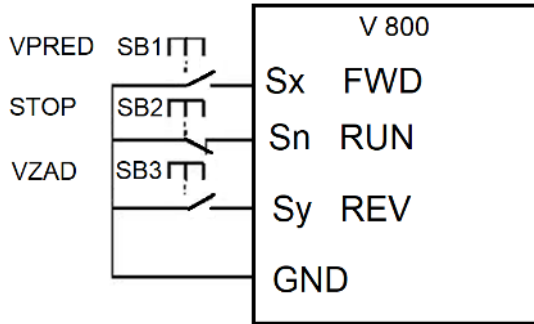 V 800
VPRED SB1 Sx FWD
STOP SB2 Sn RUN
VZAD SB3 Sy REV
GND